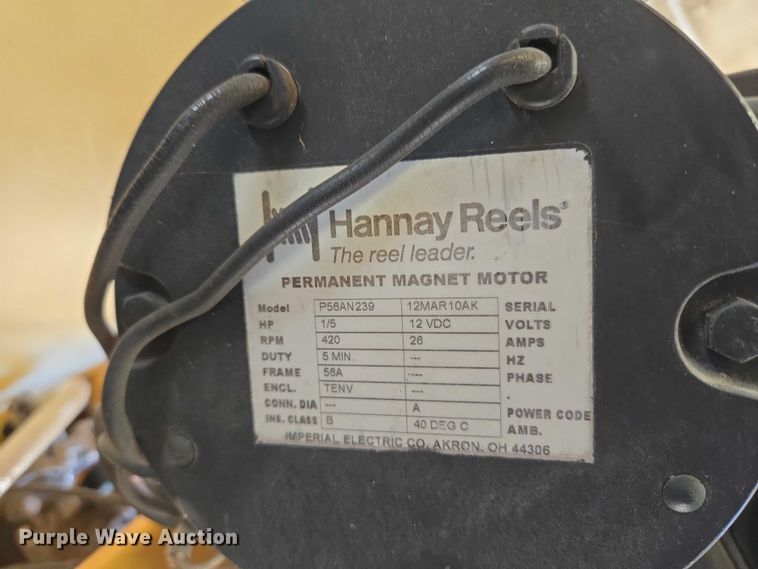 Hannay Reels®
The reel leader.
PERMANENT MAGNET MOTOR
Model P56AN239 12MAR10AK SERIAL
HP 1/5 12 VDC VOLTS
RPM 420 26 AMPS
DUTY 5 MIN. --- HZ
FRAME 56A ---- PHASE
ENCL. TENV .
CONN. DIA --- A POWER CODE
INS. CLASS B 40 DEG C AMB.
IMPERIAL ELECTRIC CO. AKRON, OH 44306
Purple Wave Auction